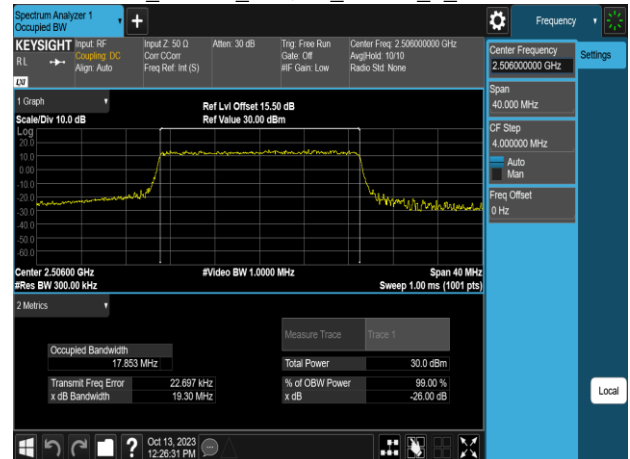 Spectrum Analyzer 1
Occupied BW
Frequency
KEYSIGHT
RL
LXI
Input: RF
Coupling: DC
Align: Auto
Input Z: 50 Ω
Corr CCorr
Freq Ref: Int (S)
Atten: 30 dB
Trig: Free Run
Gate: Off
#IF Gain: Low
Center Freq: 2.506000000 GHz
Avg|Hold: 10/10
Radio Std: None
Center Frequency
2.506000000 GHz
Settings
Span
40.000 MHz
CF Step
4.000000 MHz
Auto
Man
Freq Offset
0 Hz
Local
1 Graph
Scale/Div 10.0 dB
Ref Lvl Offset 15.50 dB
Ref Value 30.00 dBm
Log
20.0
10.0
0.00
-10.0
-20.0
-30.0
-40.0
-50.0
-60.0
Center 2.50600 GHz
#Video BW 1.0000 MHz
Span 40 MHz
#Res BW 300.00 kHz
Sweep 1.00 ms (1001 pts)
2 Metrics
Measure Trace
Trace 1
Occupied Bandwidth
17.853 MHz
Total Power
30.0 dBm
Transmit Freq Error
22.697 kHz
% of OBW Power
99.00 %
x dB Bandwidth
19.30 MHz
x dB
-26.00 dB
?
Oct 13, 2023
12:26:31 PM